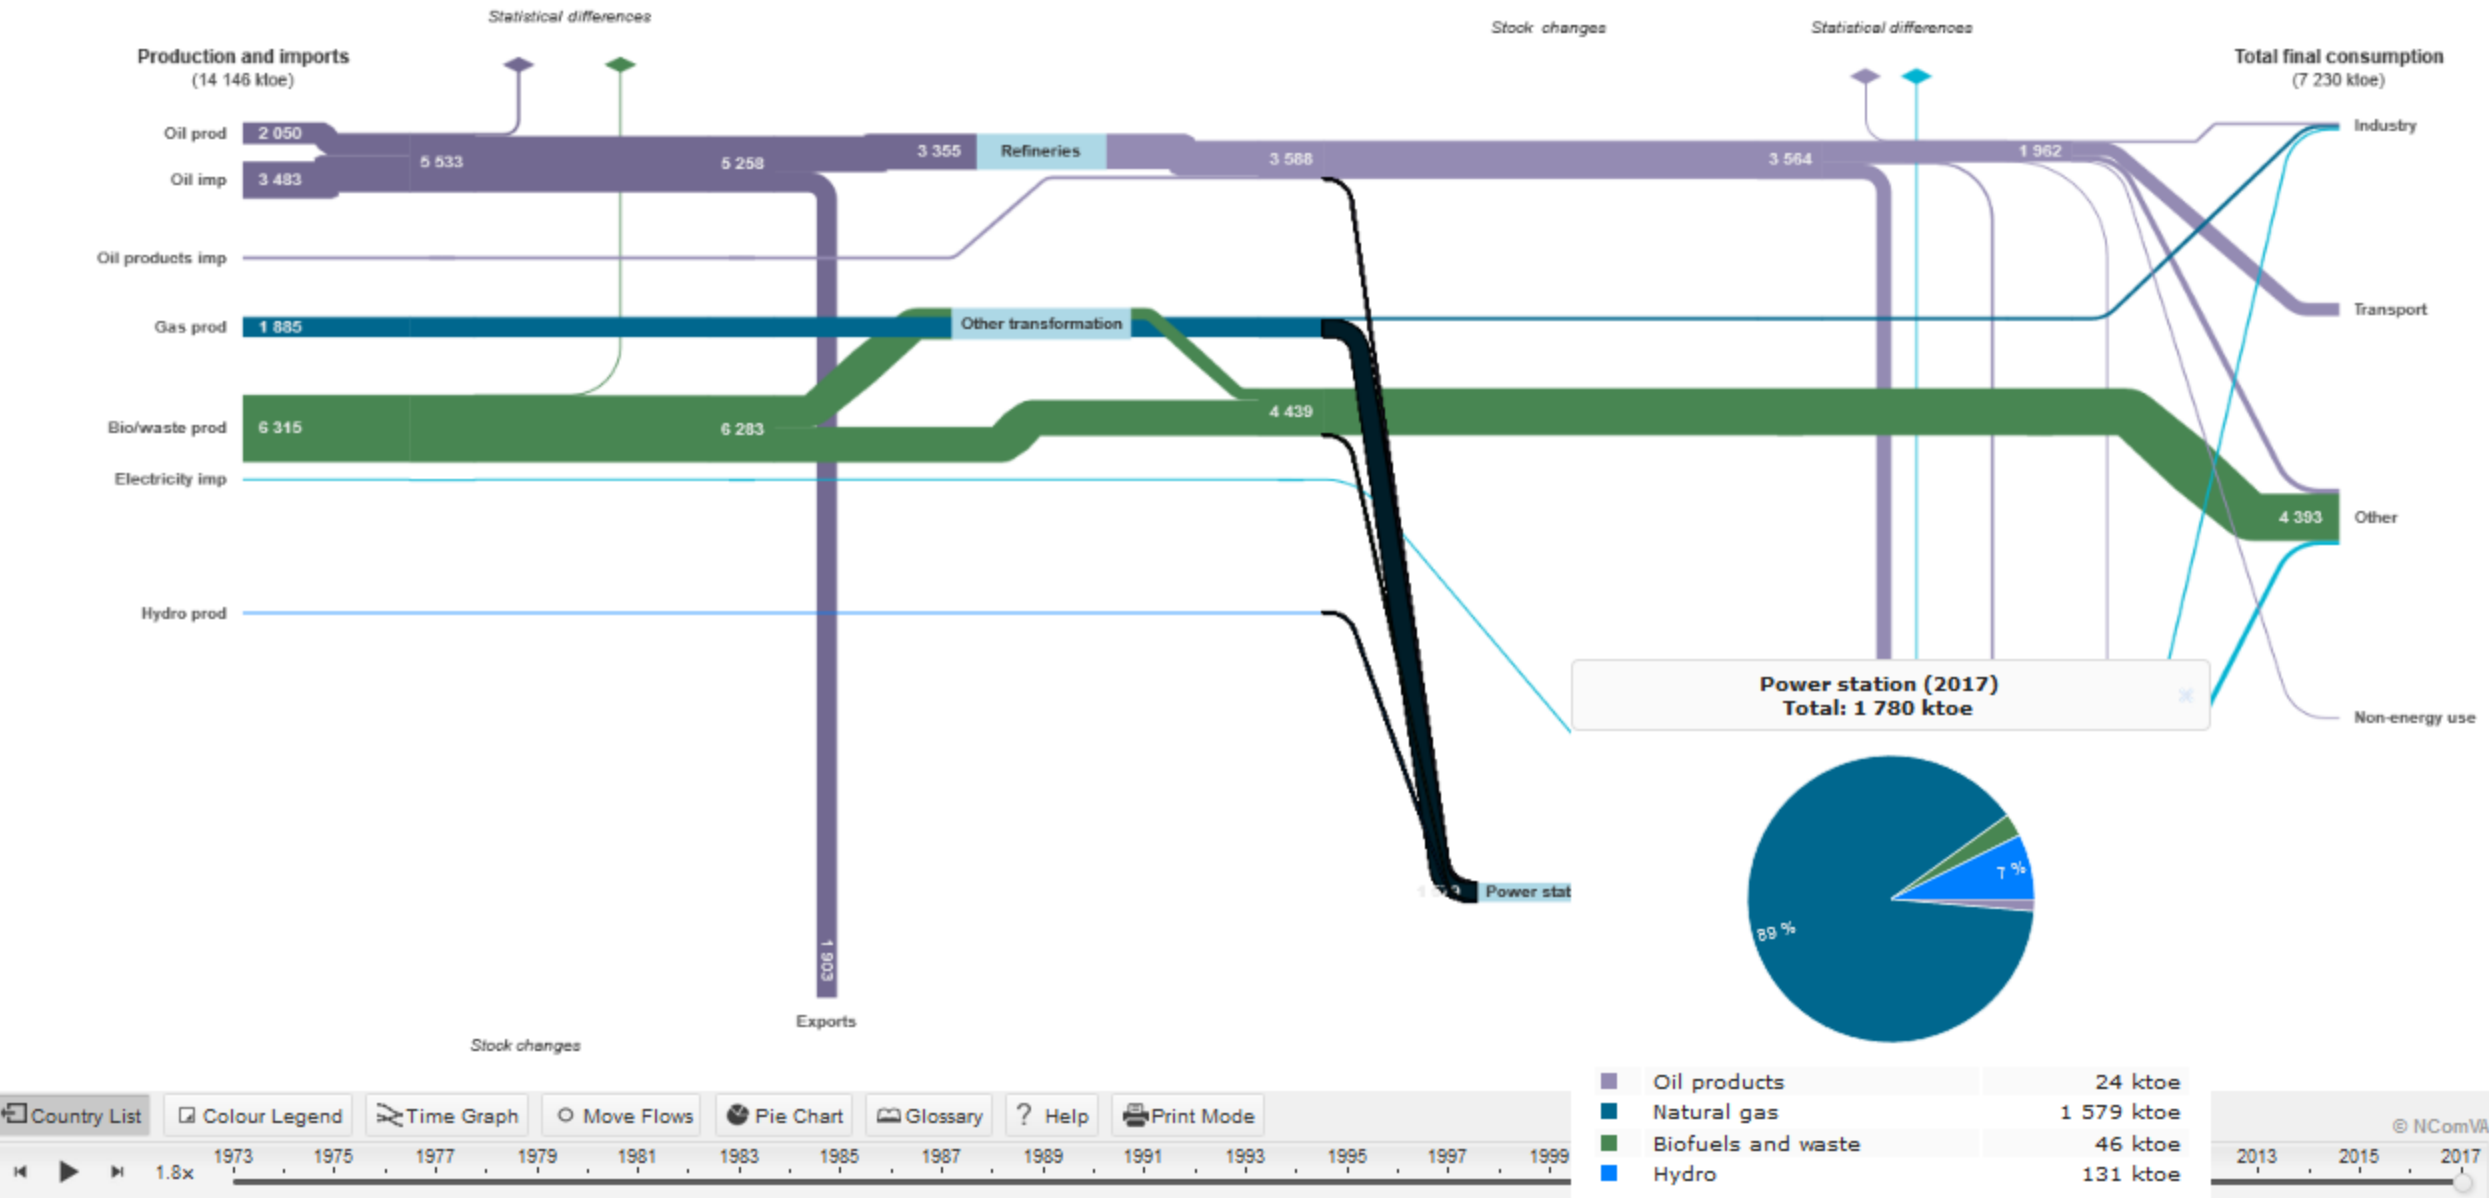 Statistical differences
Stock changes
Statistical differences
Production and imports
(14 146 ktoe)
Total final consumption
(7 230 ktoe)
Oil prod
2 050
5 533
5 258
3 355
Refineries
3 588
3 564
1 962
Industry
Oil imp
3 483
Oil products imp
Transport
Gas prod
1 885
Other transformation
Bio/waste prod
6 315
6 283
4 439
Electricity imp
4 393
Other
Hydro prod
Power station (2017)
Total: 1 780 ktoe
Non-energy use
7 %
89 %
Power stat
1 903
Exports
Stock changes
Oil products 24 ktoe
Natural gas 1 579 ktoe
Biofuels and waste 46 ktoe
Hydro 131 ktoe
Country List
Colour Legend
Time Graph
Move Flows
Pie Chart
Glossary
? Help
Print Mode
© NComVA
1.8x
1973 1975 1977 1979 1981 1983 1985 1987 1989 1991 1993 1995 1997 1999 2013 2015 2017